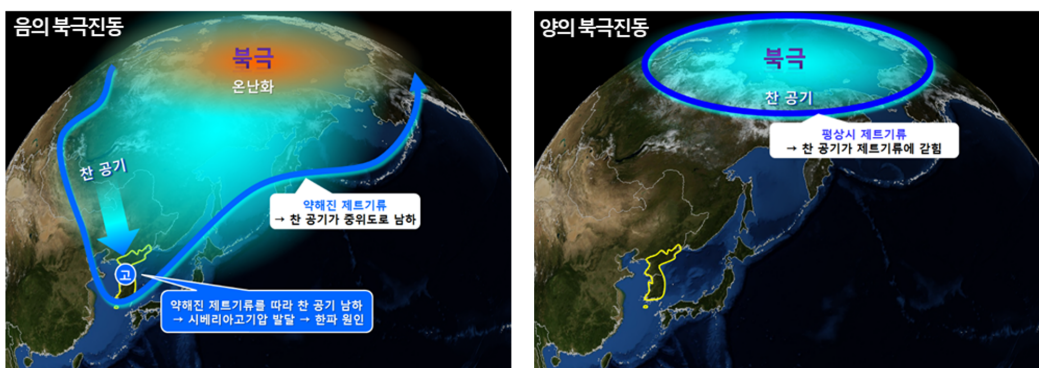 음의 북극진동
북극
온난화
찬 공기
약해진 제트기류
→ 찬 공기가 중위도로 남하
고
약해진 제트기류를 따라 찬 공기 남하
→ 시베리아고기압 발달 → 한파 원인
양의 북극진동
북극
찬 공기
평상시 제트기류
→ 찬 공기가 제트기류에 갇힘